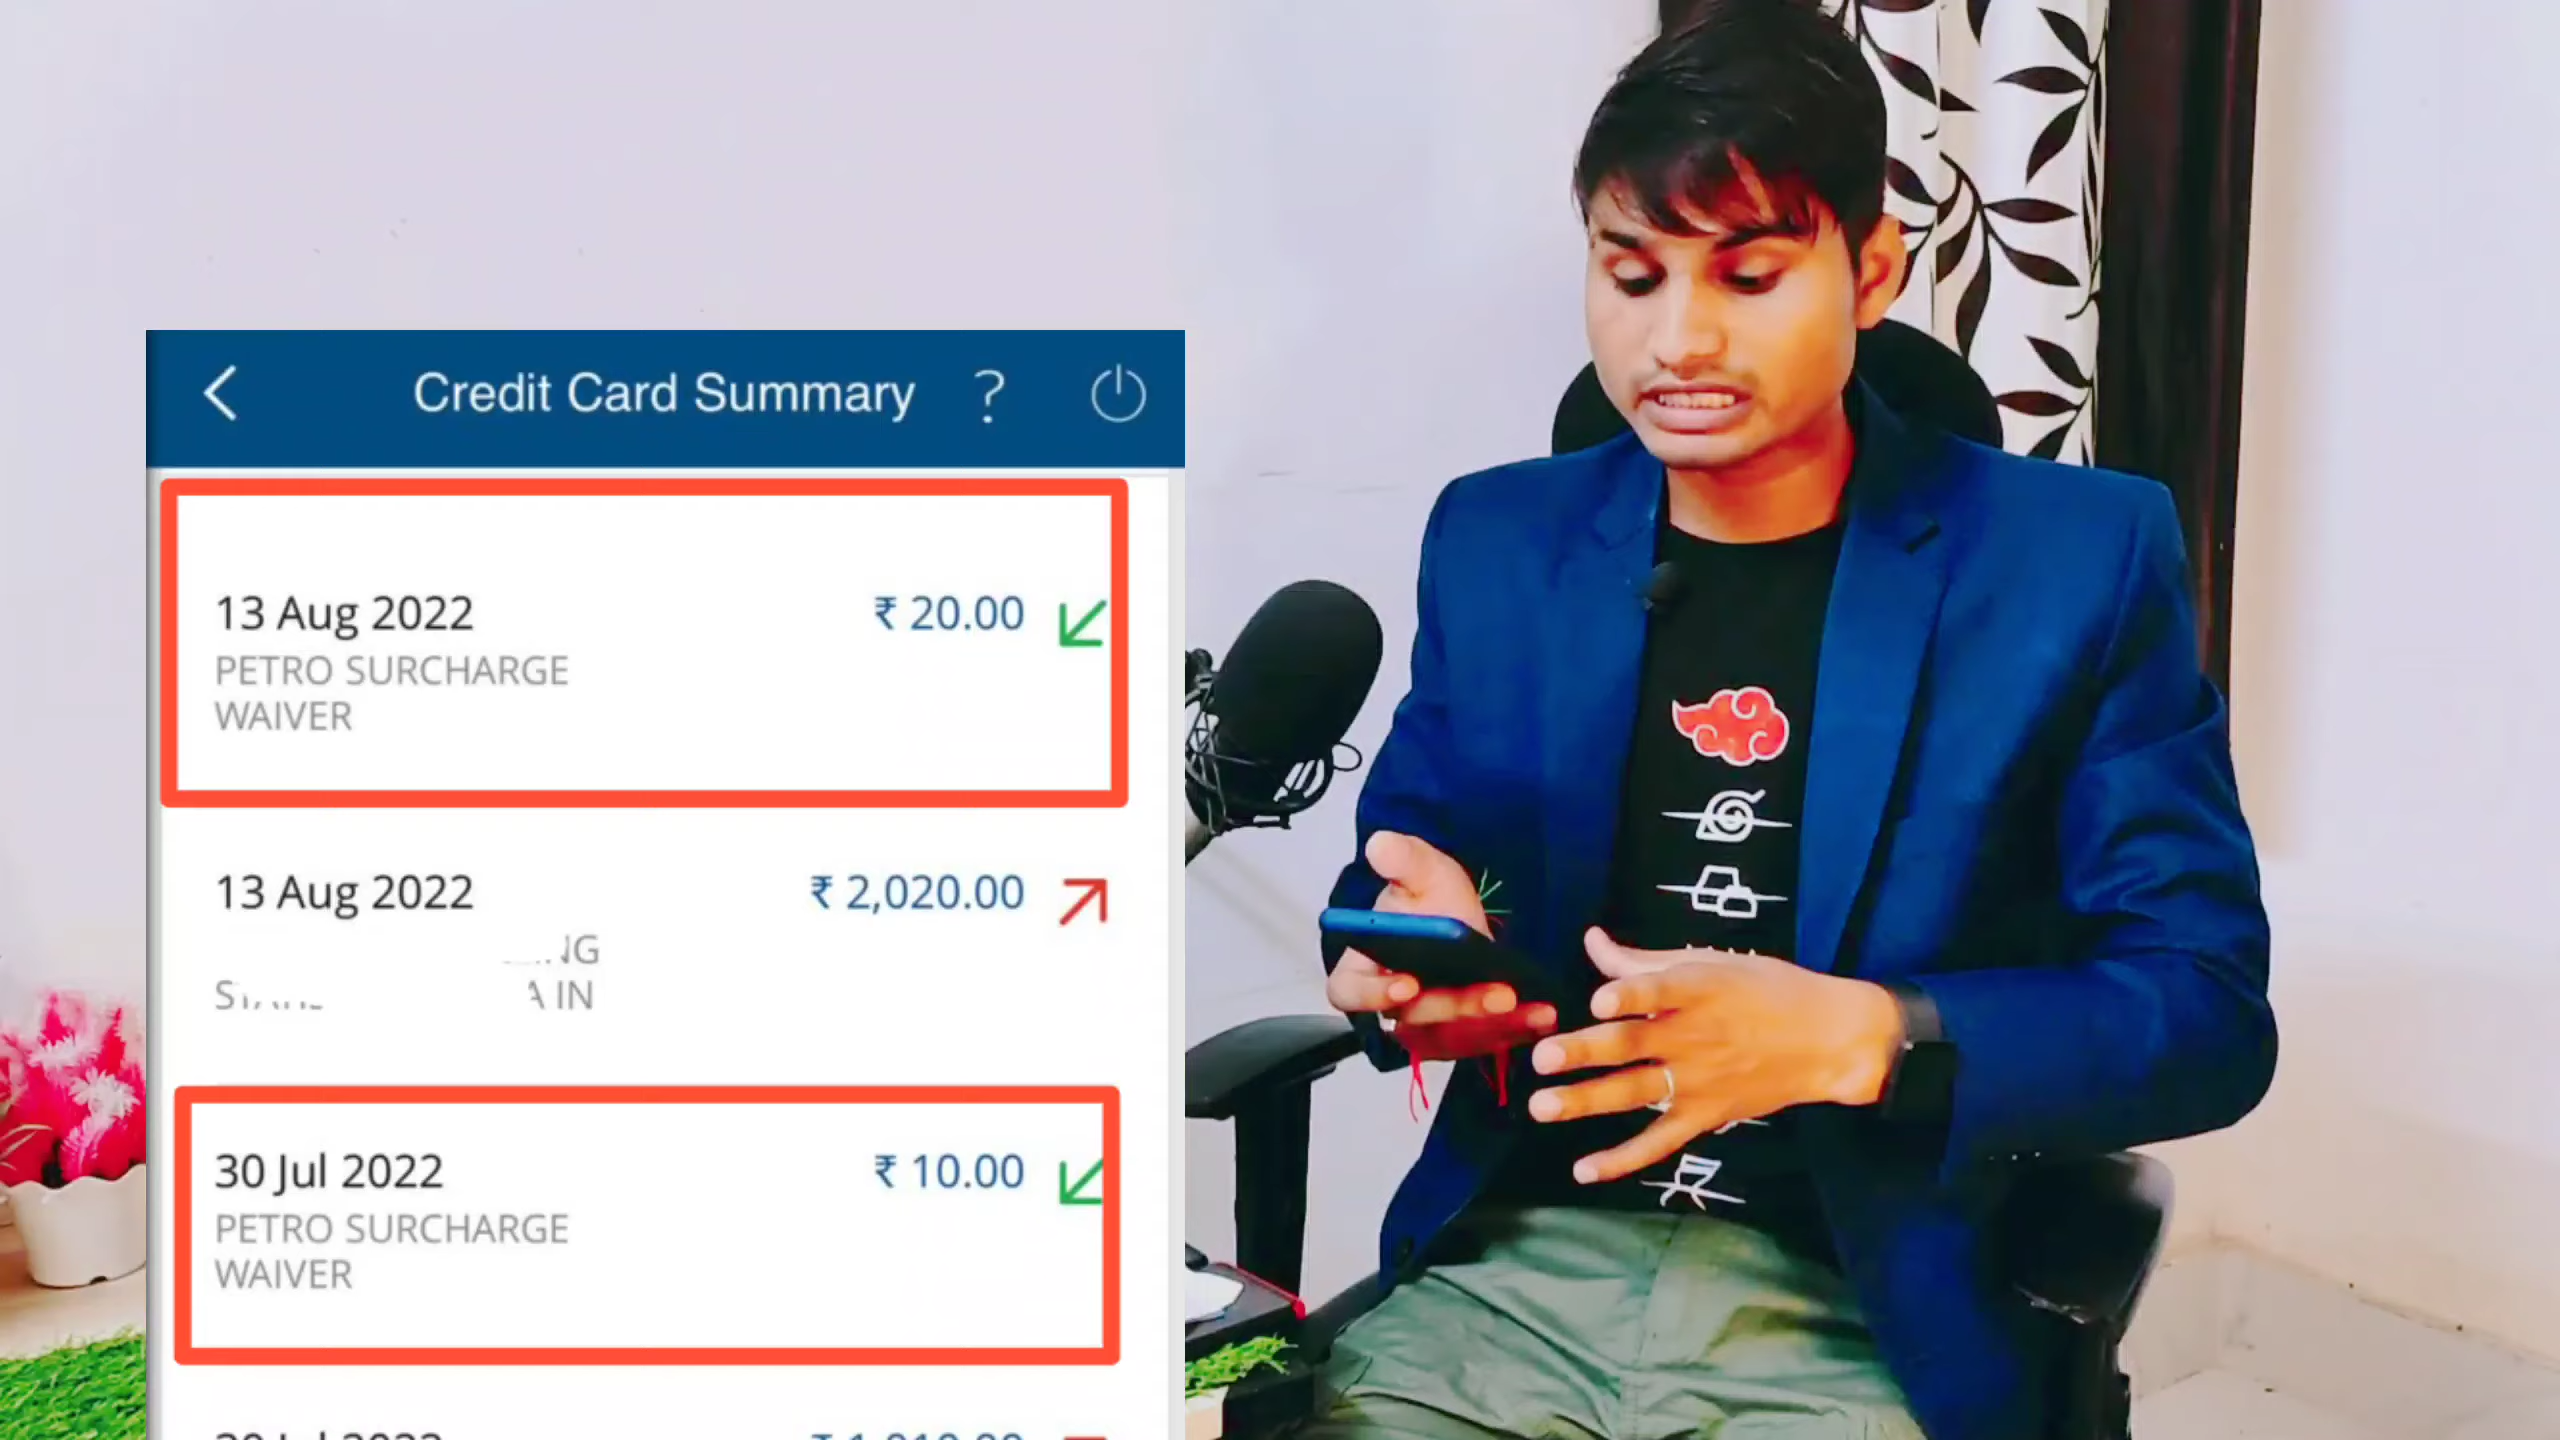 Credit Card Summary ?
13 Aug 2022 ₹ 20.00
PETRO SURCHARGE
WAIVER
13 Aug 2022 ₹ 2,020.00
IN
30 Jul 2022 ₹ 10.00
PETRO SURCHARGE
WAIVER